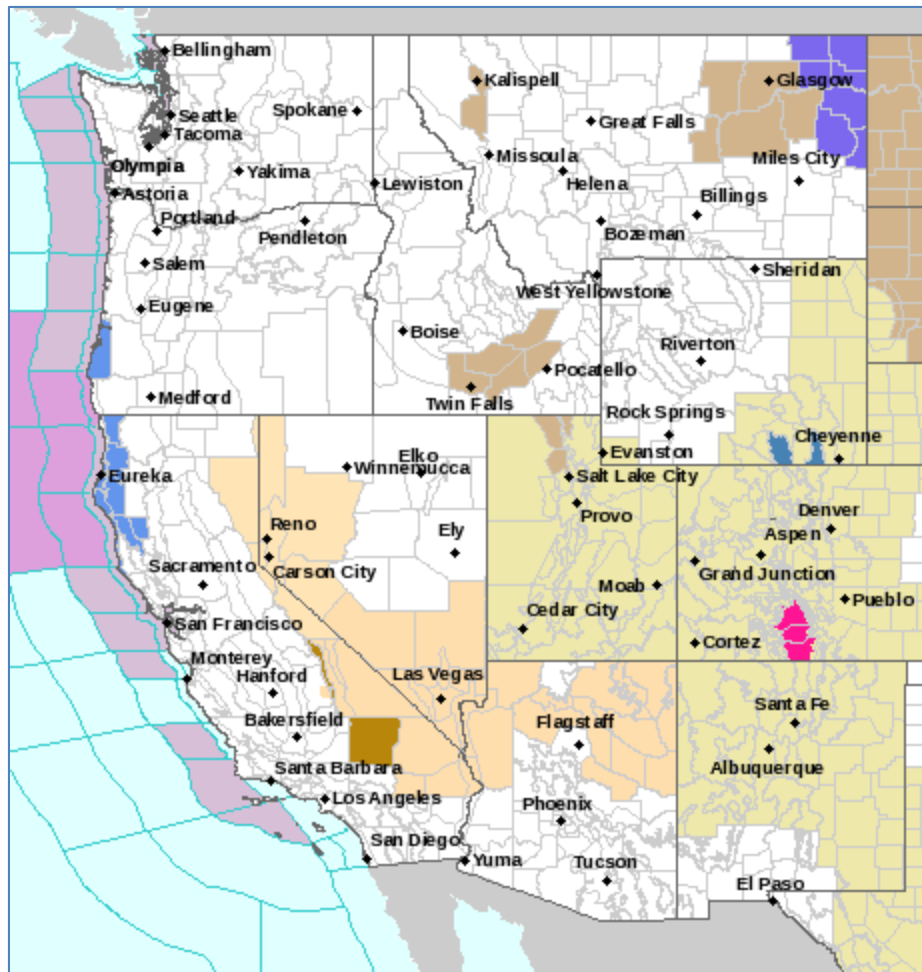 Bellingham
Kalispell
Glasgow
Seattle
Spokane
Great Falls
Tacoma
Olympia
Missoula
Miles City
Yakima
Helena
Lewiston
Astoria
Billings
Portland
Pendleton
Bozeman
Salem
Sheridan
West Yellowstone
Eugene
Boise
Riverton
Pocatello
Medford
Twin Falls
Rock Springs
Cheyenne
Elko
Evanston
Winnemucca
Eureka
Salt Lake City
Provo
Denver
Reno
Ely
Aspen
Sacramento
Carson City
Grand Junction
Moab
Pueblo
Cedar City
San Francisco
Cortez
Monterey
Hanford
Las Vegas
Santa Fe
Bakersfield
Flagstaff
Albuquerque
Santa Barbara
Los Angeles
Phoenix
San Diego
Yuma
Tucson
El Paso